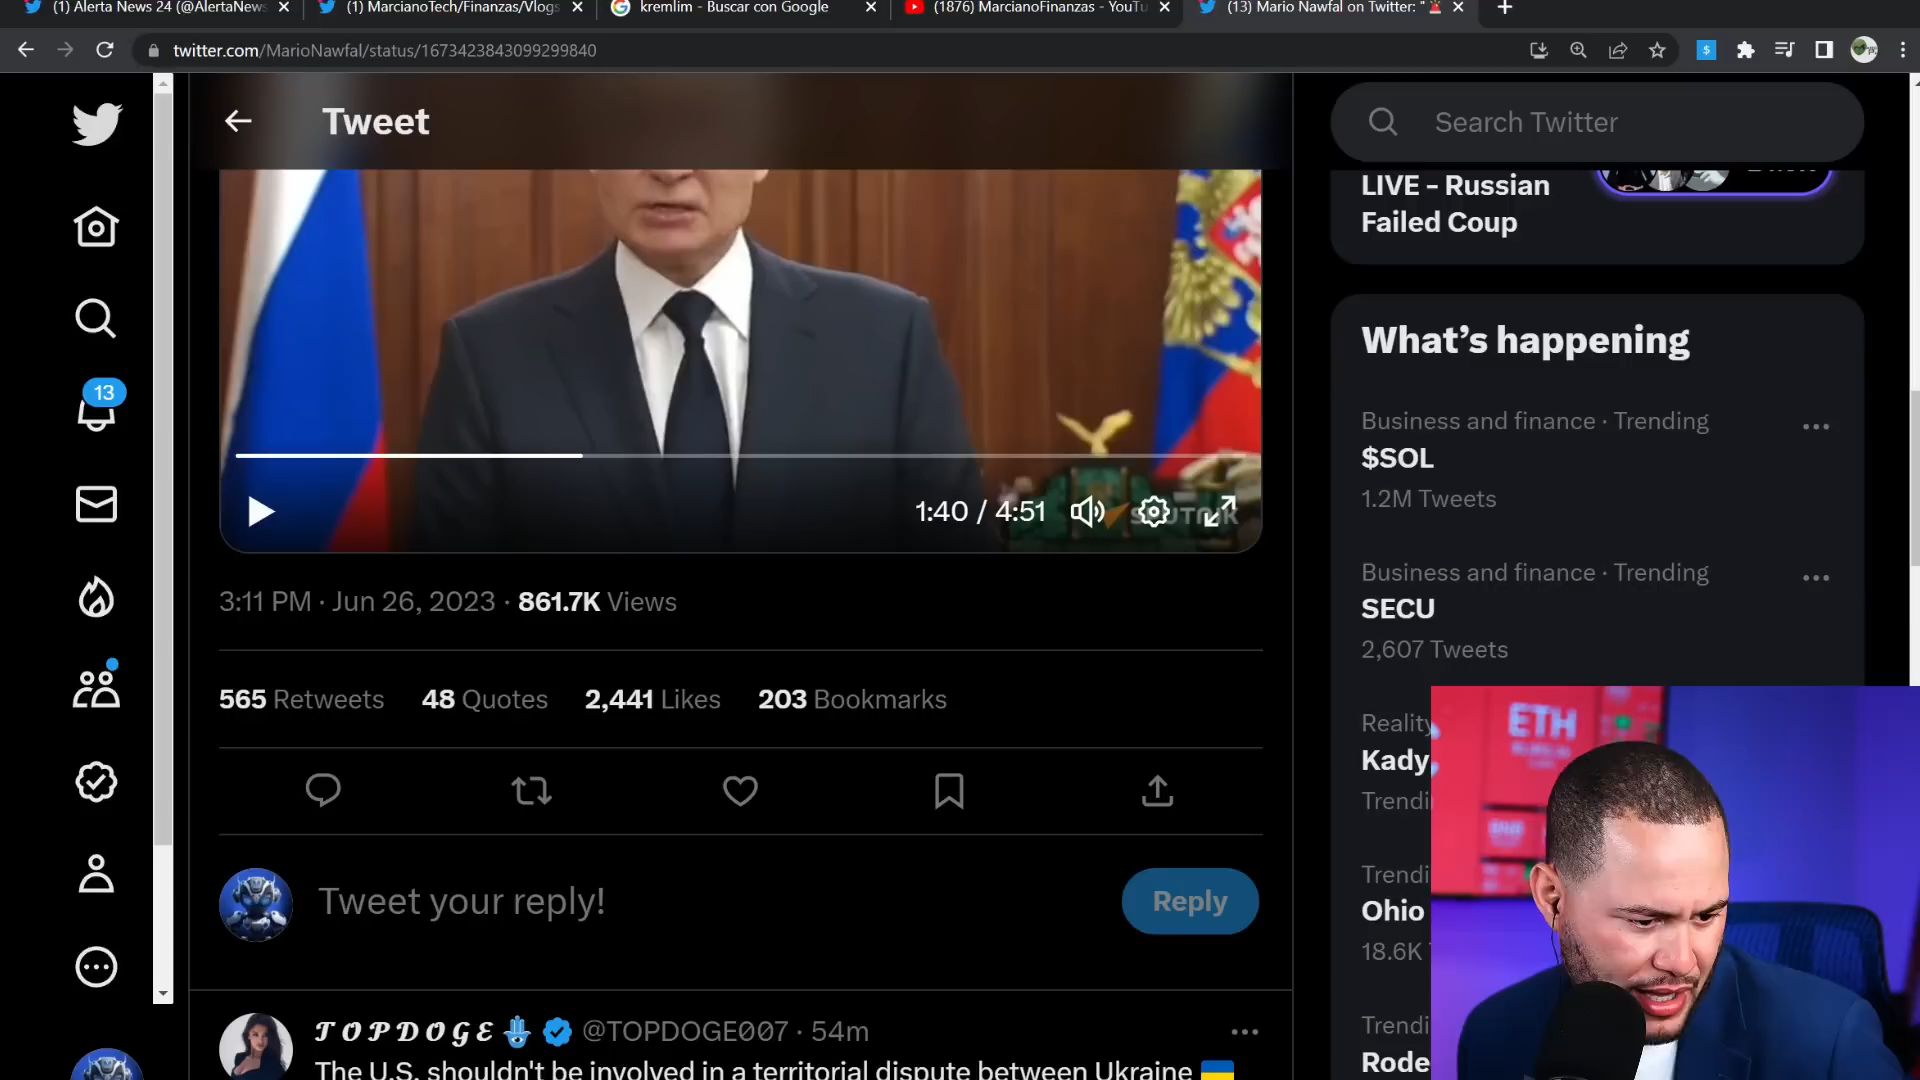 (1) Alerta News 24 (@AlertaNews
(1) MarcianoTech/Finanzas/Vlogs
kremlim - Buscar con Google
(1876) MarcianoFinanzas - YouTu
(13) Mario Nawfal on Twitter: "
twitter.com/MarioNawfal/status/1673423843099299840
Tweet
Search Twitter
LIVE - Russian
Failed Coup
What's happening
Business and finance · Trending
$SOL
1.2M Tweets
Business and finance · Trending
SECU
2,607 Tweets
13
1:40 / 4:51
SPUTNIK
3:11 PM · Jun 26, 2023 · 861.7K Views
565 Retweets 48 Quotes 2,441 Likes 203 Bookmarks
Reality
Kady
Trendi
Trendi
Ohio
18.6K
Trendi
Rode
ETH
BNB
Tweet your reply!
Reply
TOPDOGE @TOPDOGE007 · 54m
The U.S. shouldn't be involved in a territorial dispute between Ukraine